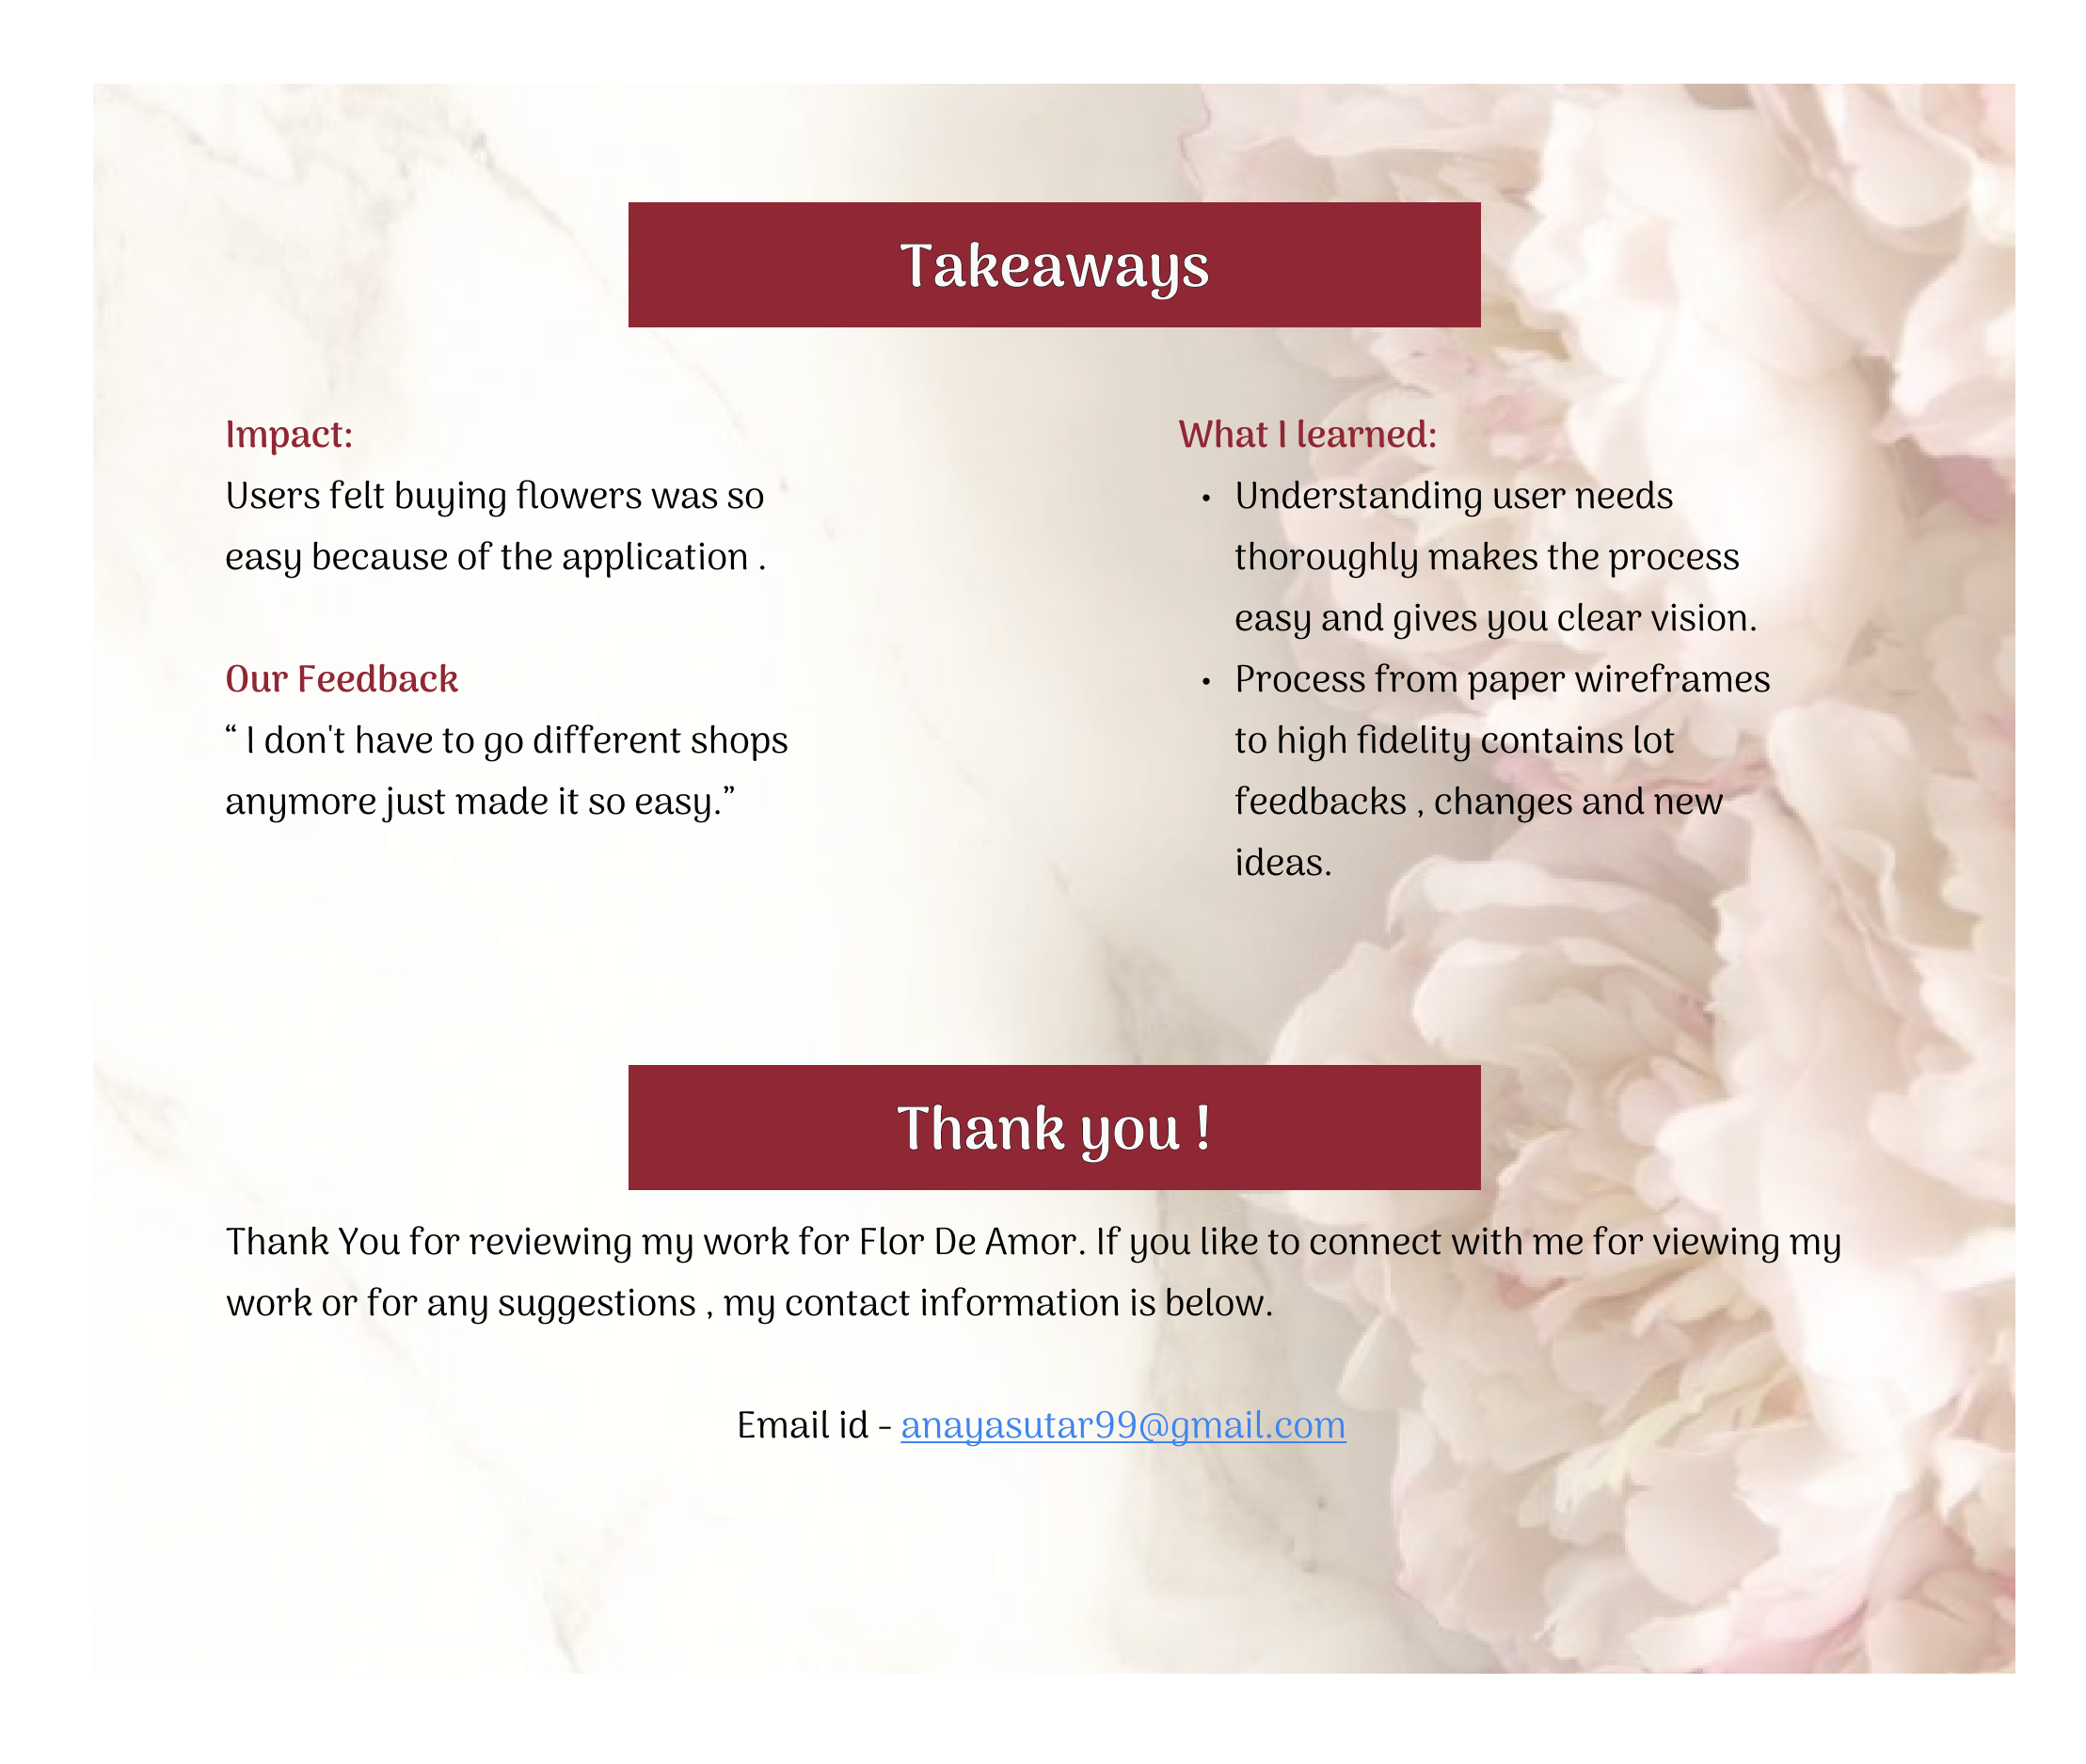 Takeaways
Impact:
Users felt buying flowers was so
easy because of the application .
Our Feedback
“ I don't have to go different shops
anymore just made it so easy.”
What I learned:
• Understanding user needs
thoroughly makes the process
easy and gives you clear vision.
• Process from paper wireframes
to high fidelity contains lot
feedbacks , changes and new
ideas.
Thank you !
Thank You for reviewing my work for Flor De Amor. If you like to connect with me for viewing my
work or for any suggestions , my contact information is below.
Email id - anayasutar99@gmail.com